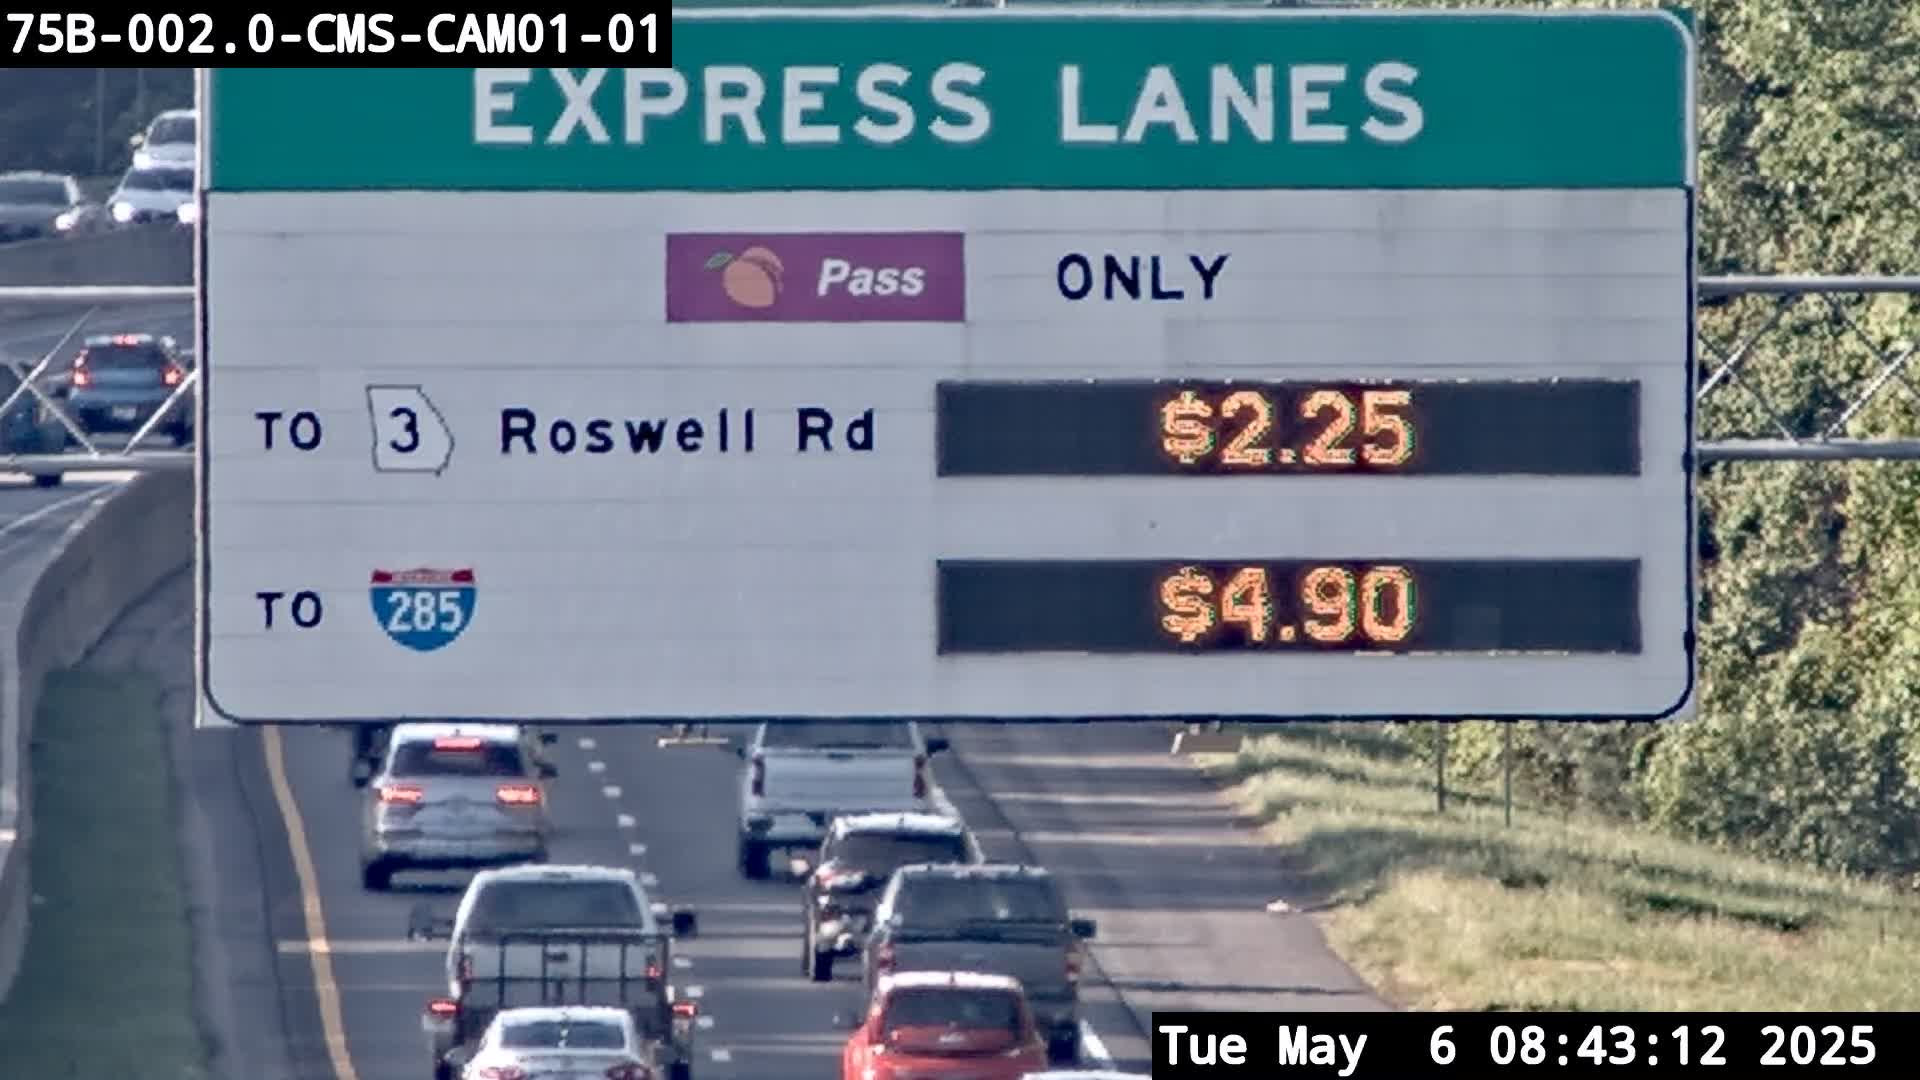 75B-002.0-CMS-CAM01-01
EXPRESS LANES
Pass ONLY
TO 3 Roswell Rd $2.25
TO 285 $4.90
Tue May 6 08:43:12 2025